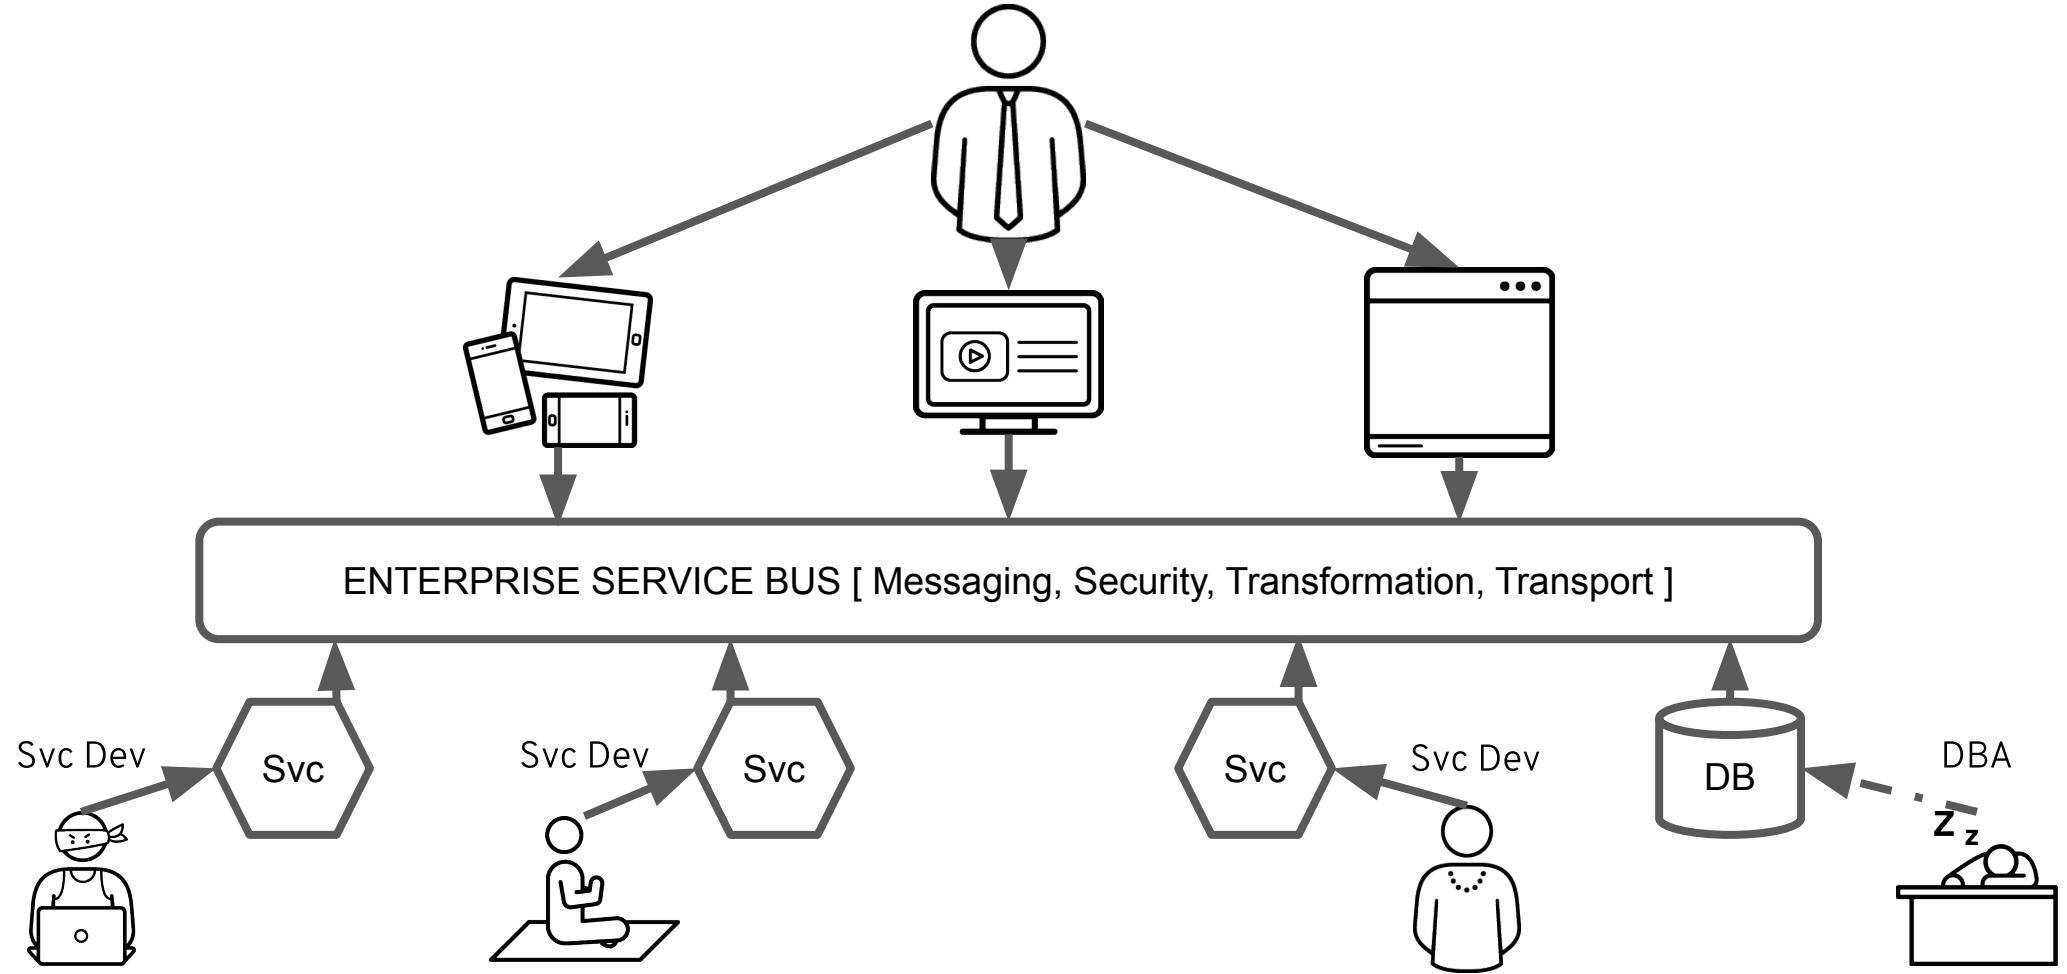 ENTERPRISE SERVICE BUS [ Messaging, Security, Transformation, Transport ]
Svc Dev
Svc
Svc Dev
Svc
Svc
Svc Dev
DB
DBA
Z z